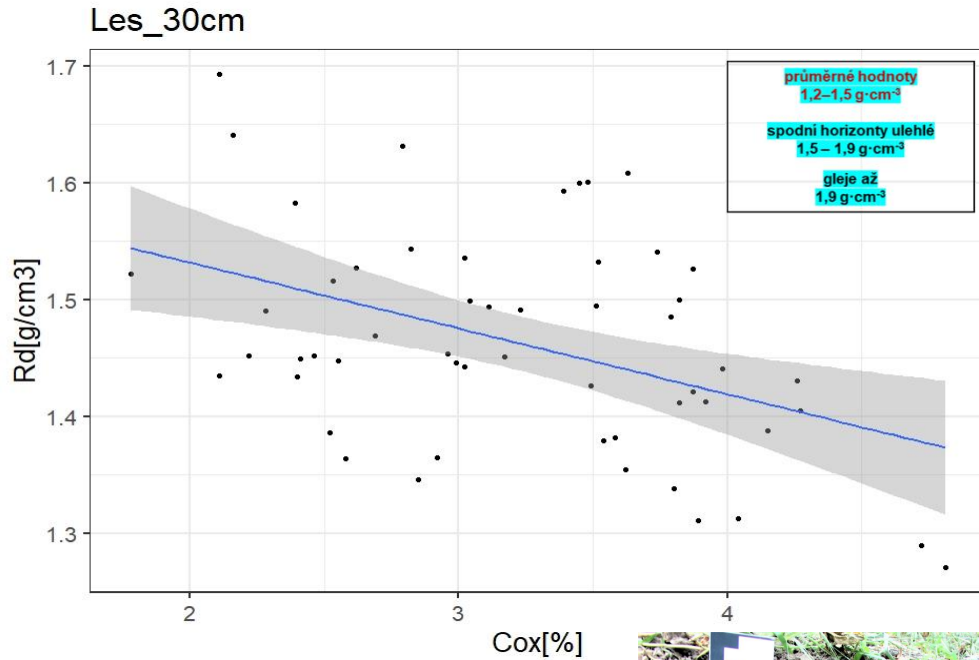 Les_30cm
1.7
1.6
1.5
1.4
1.3
Rd[g/cm3]
průměrné hodnoty
1,2–1,5 g·cm-3
spodní horizonty ulehlé
1,5 – 1,9 g·cm-3
gleje až
1,9 g·cm-3
2
3
4
Cox[%]